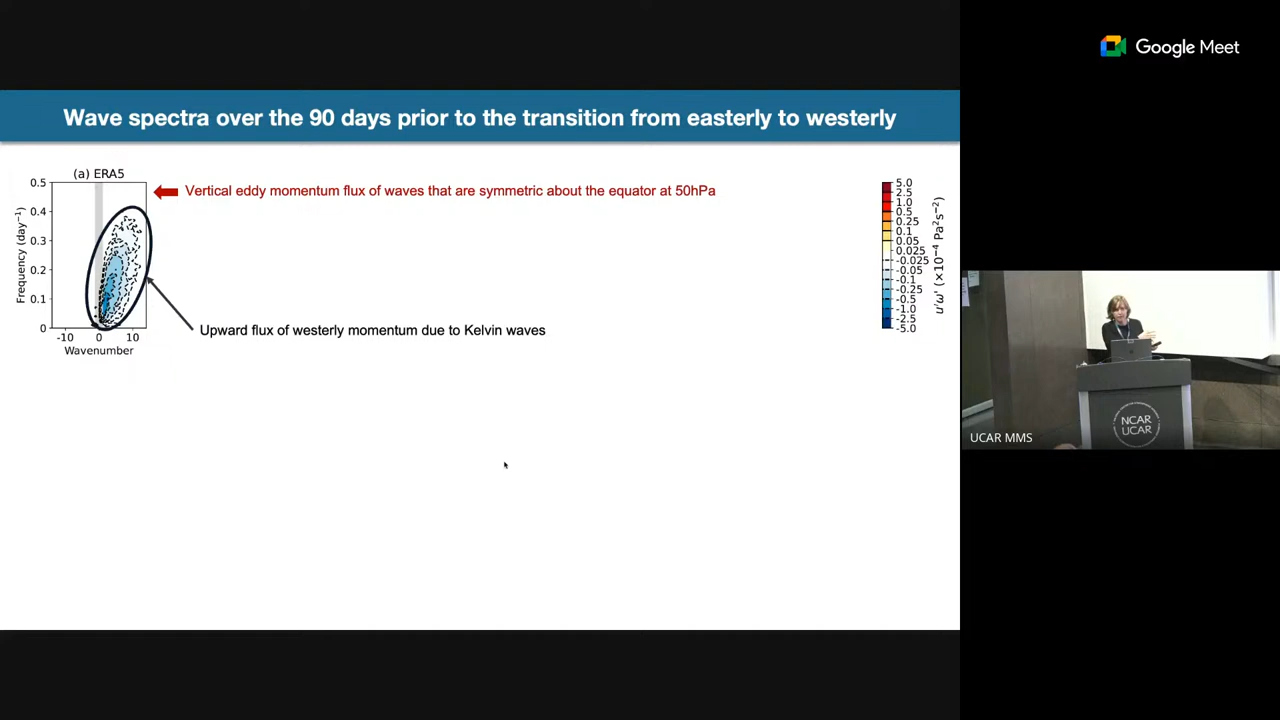 Google Meet
Wave spectra over the 90 days prior to the transition from easterly to westerly
(a) ERA5
Vertical eddy momentum flux of waves that are symmetric about the equator at 50hPa
Frequency (day⁻¹)
0.5
0.4
0.3
0.2
0.1
0
-10 0 10
Wavenumber
Upward flux of westerly momentum due to Kelvin waves
5.0
2.5
1.0
0.5
0.25
0.1
0.05
0.025
-0.025
-0.05
-0.1
-0.25
-0.5
-1.0
-2.5
-5.0
u'ω' (×10⁻⁴ Pa²s⁻²)
NCAR
UCAR
UCAR MMS